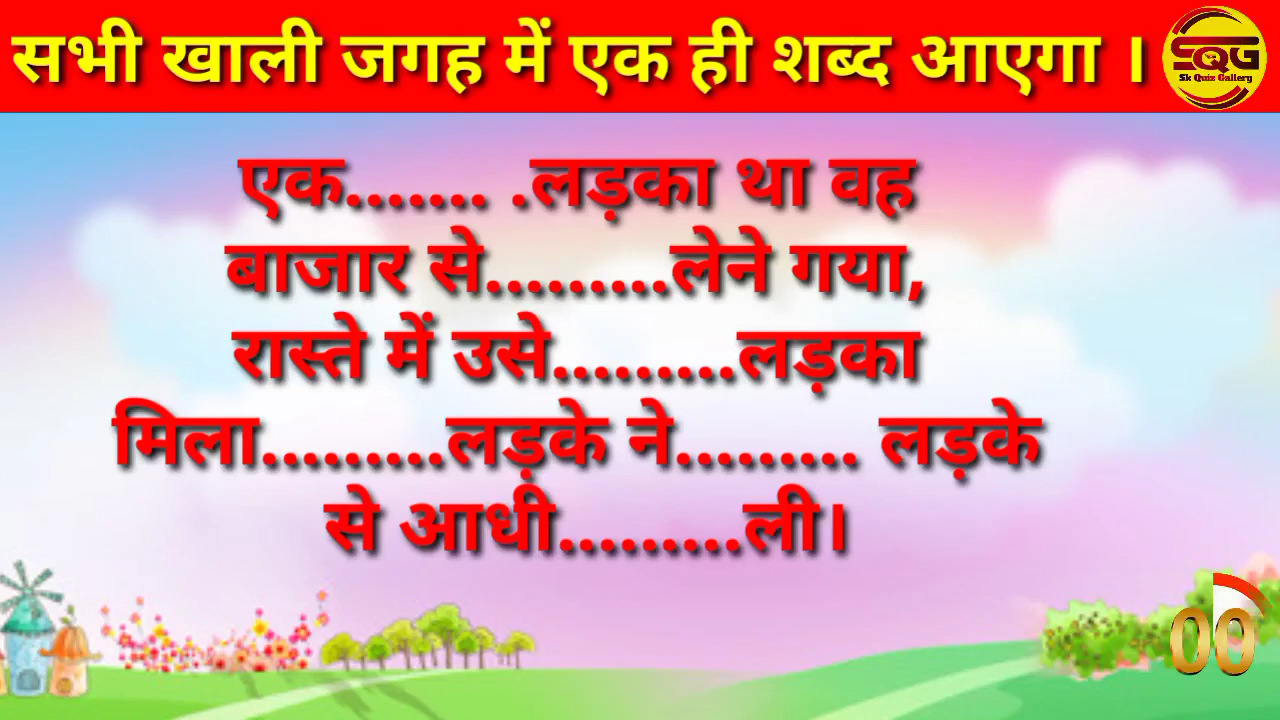 सभी खाली जगह में एक ही शब्द आएगा ।
SQG
Sk Quiz Gallery
एक....... .लड़का था वह
बाजार से.........लेने गया,
रास्ते में उसे.........लड़का
मिला.........लड़के ने......... लड़के
से आधी.........ली।
00